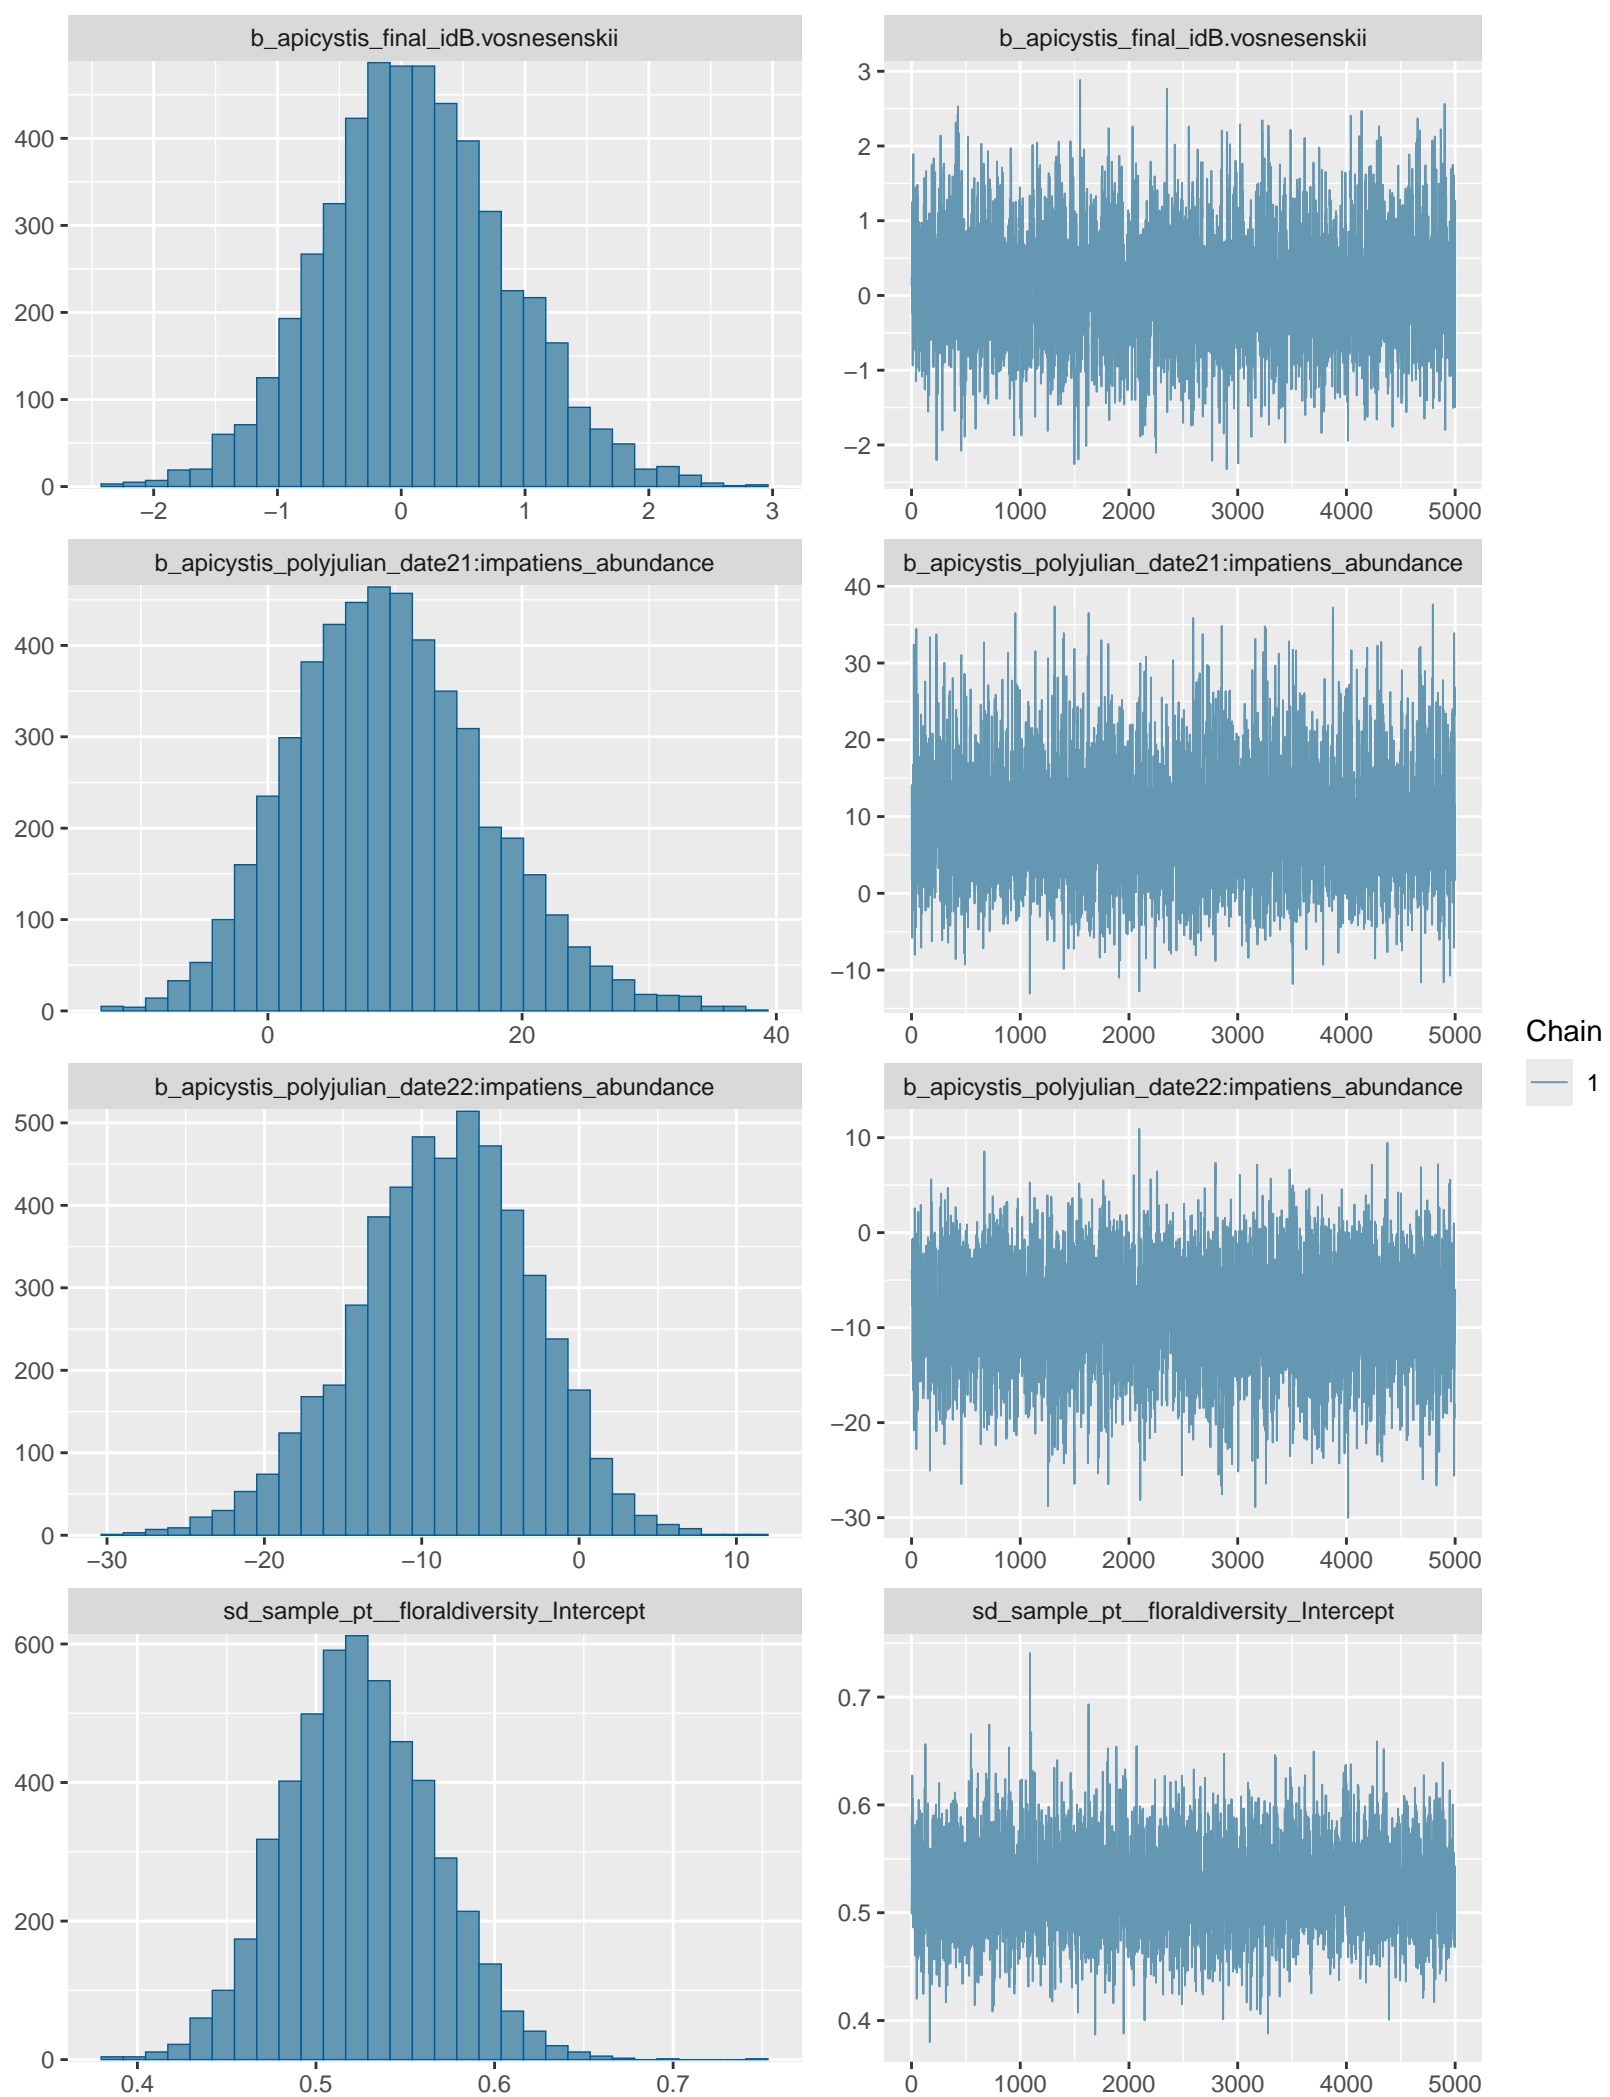 b_apicystis_final_idB.vosnesenskii
400
300
200
100
0
−2 −1 0 1 2 3
b_apicystis_final_idB.vosnesenskii
3
2
1
0
−1
−2
0 1000 2000 3000 4000 5000
b_apicystis_polyjulian_date21:impatiens_abundance
400
300
200
100
0
0 20 40
b_apicystis_polyjulian_date21:impatiens_abundance
40
30
20
10
0
−10
0 1000 2000 3000 4000 5000
b_apicystis_polyjulian_date22:impatiens_abundance
500
400
300
200
100
0
−30 −20 −10 0 10
b_apicystis_polyjulian_date22:impatiens_abundance
10
0
−10
−20
−30
0 1000 2000 3000 4000 5000
sd_sample_pt__floraldiversity_Intercept
600
400
200
0
0.4 0.5 0.6 0.7
sd_sample_pt__floraldiversity_Intercept
0.7
0.6
0.5
0.4
0 1000 2000 3000 4000 5000
Chain
1